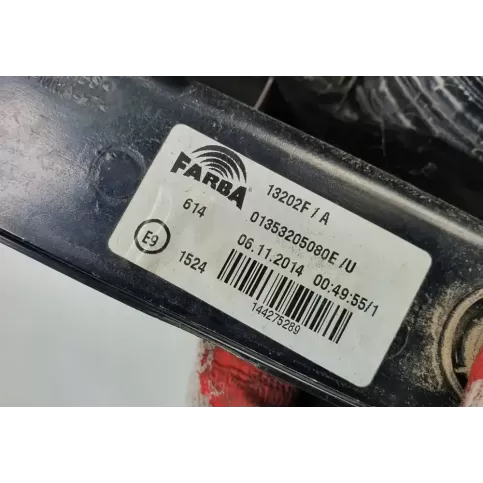 FARBA
13202F / A
614
01353205080E /U
E9
06.11.2014 00:49:55/1
1524
144275289